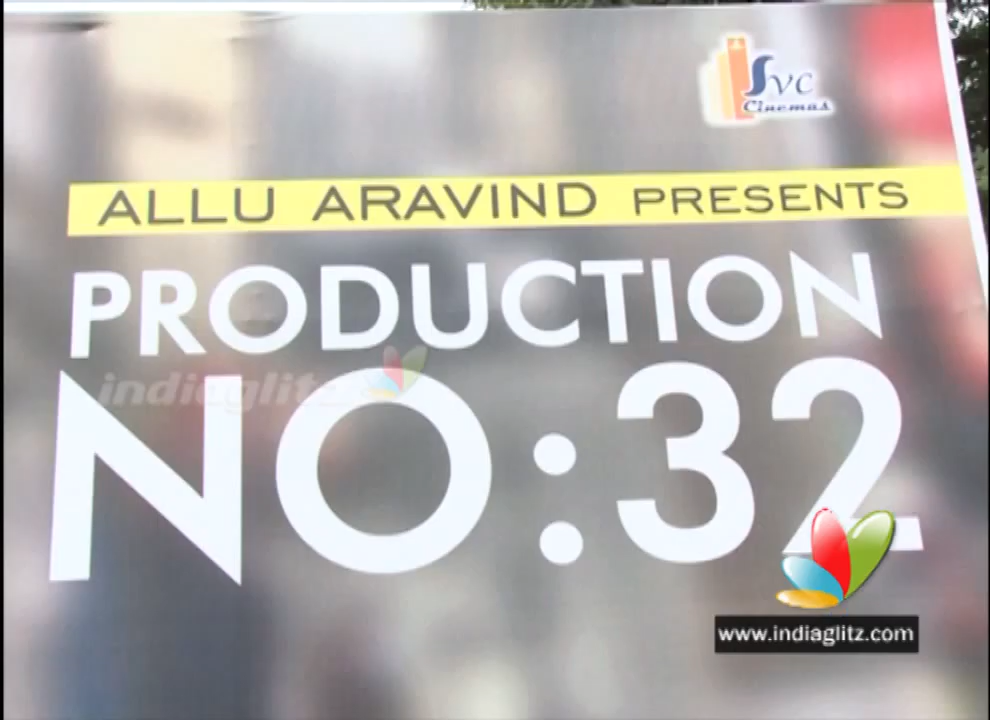 SVC
Cinemas
ALLU ARAVIND PRESENTS
PRODUCTION
NO:32
indiaglitz
www.indiaglitz.com